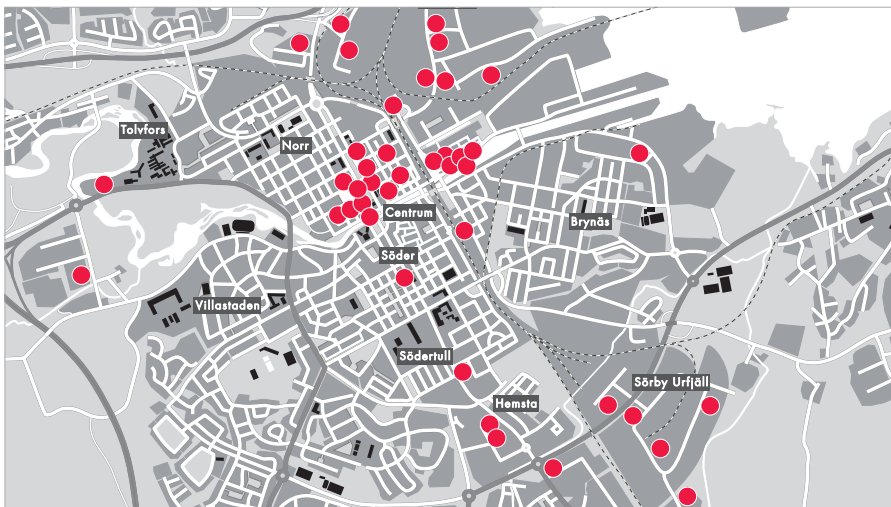 Tolvfors
Norr
Centrum
Brynäs
Söder
Villastaden
Södertull
Sörby Urfjäll
Hemsta